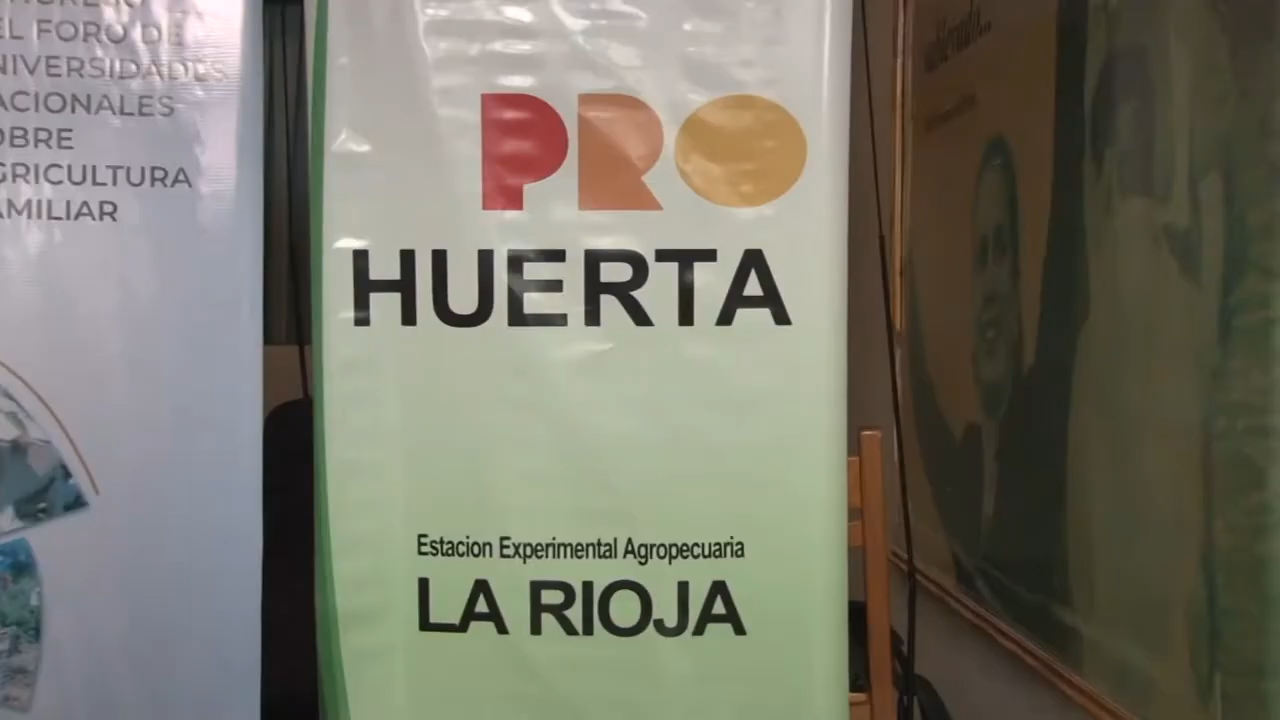 EL FORO DE
NIVERSIDADES
ACIONALES
OBRE
GRICULTURA
AMILIAR
PRO
HUERTA
Estacion Experimental Agropecuaria
LA RIOJA